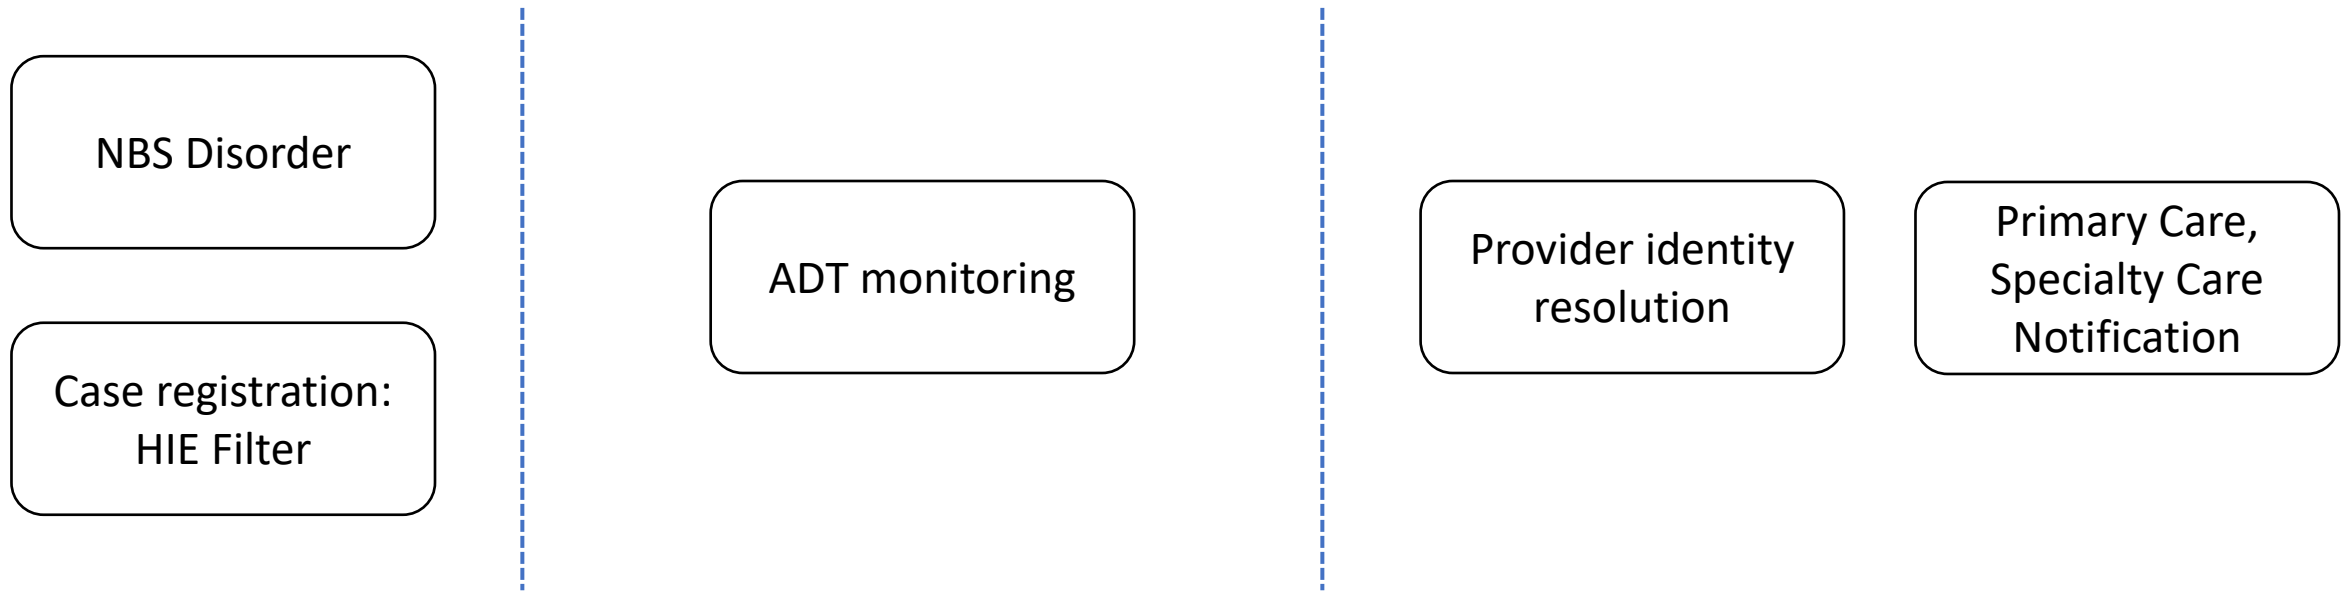 NBS Disorder
Case registration:
HIE Filter
ADT monitoring
Provider identity
resolution
Primary Care,
Specialty Care
Notification